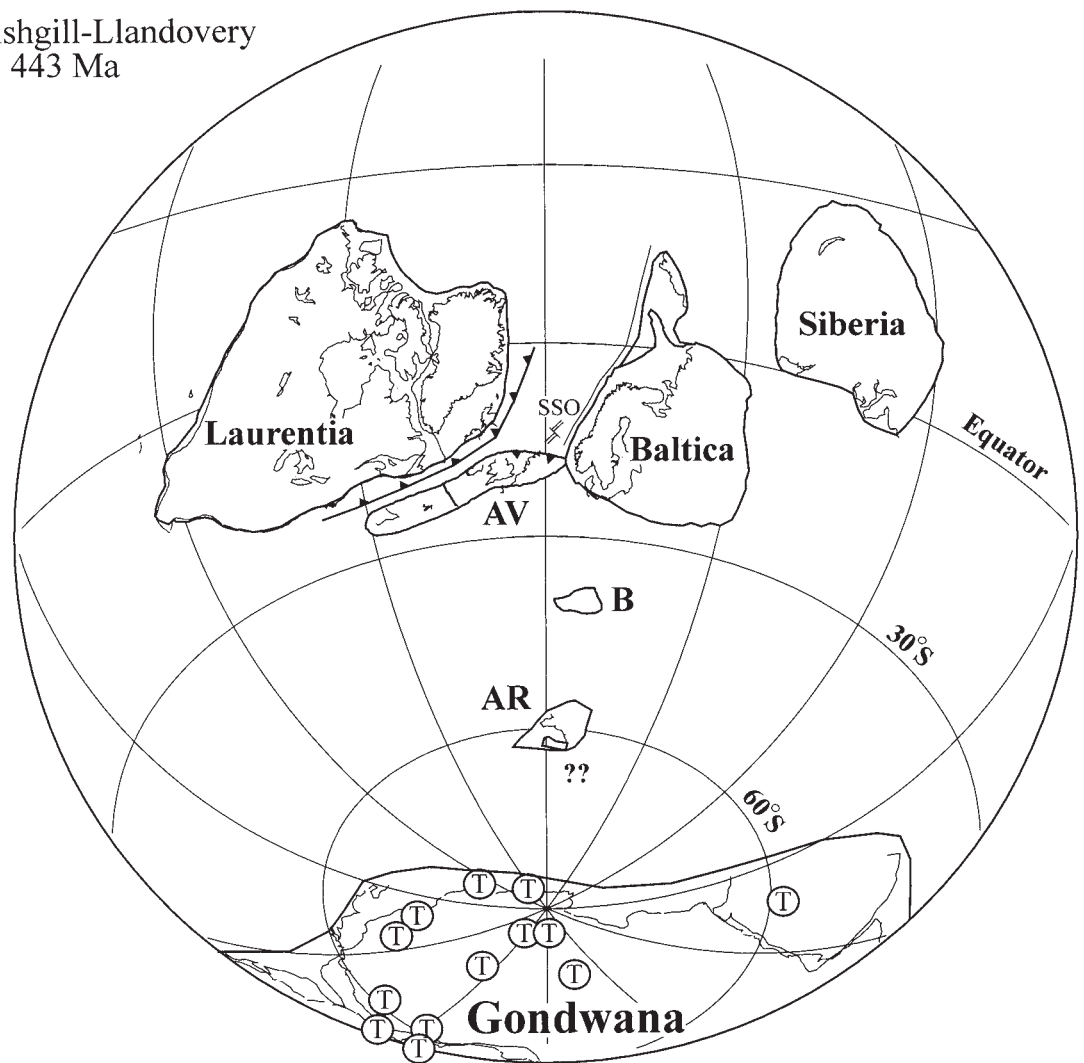 shgill-Llandovery
443 Ma
Siberia
SSO
Laurentia
Baltica
Equator
AV
B
30°S
AR
??
60°S
T
T
T
T
T
T
T
T
T
T
T
T
T
Gondwana